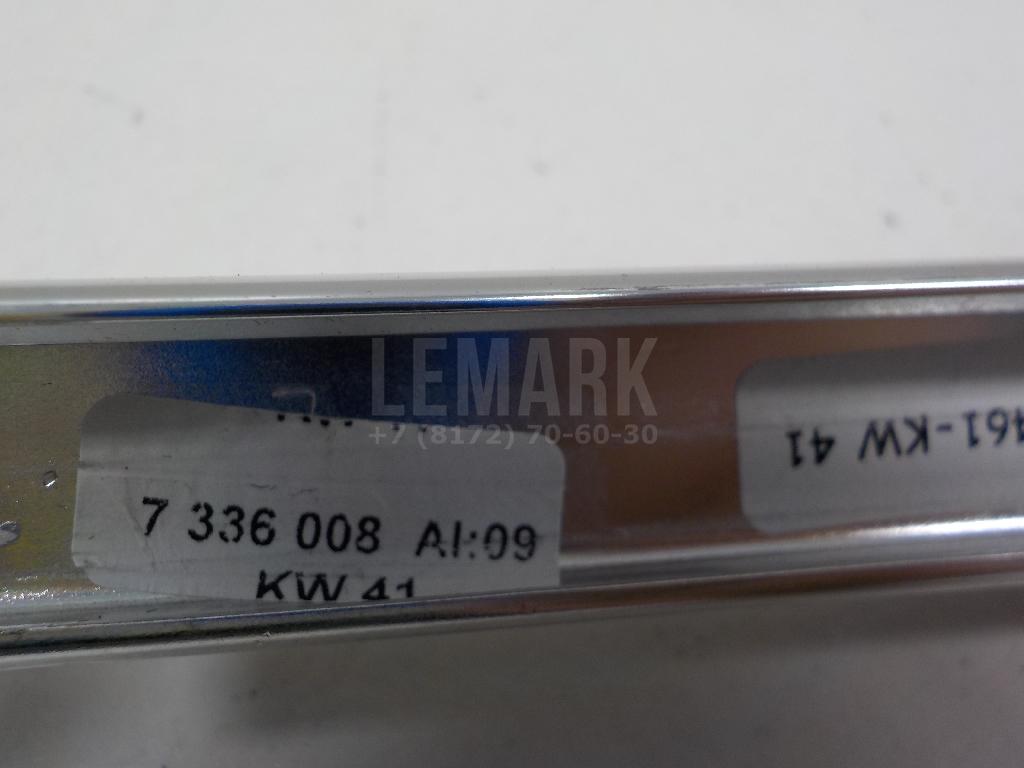 LEMARK
+7 (8172) 70-60-30
7 336 008 AI:09
KW 41
461-KW 41